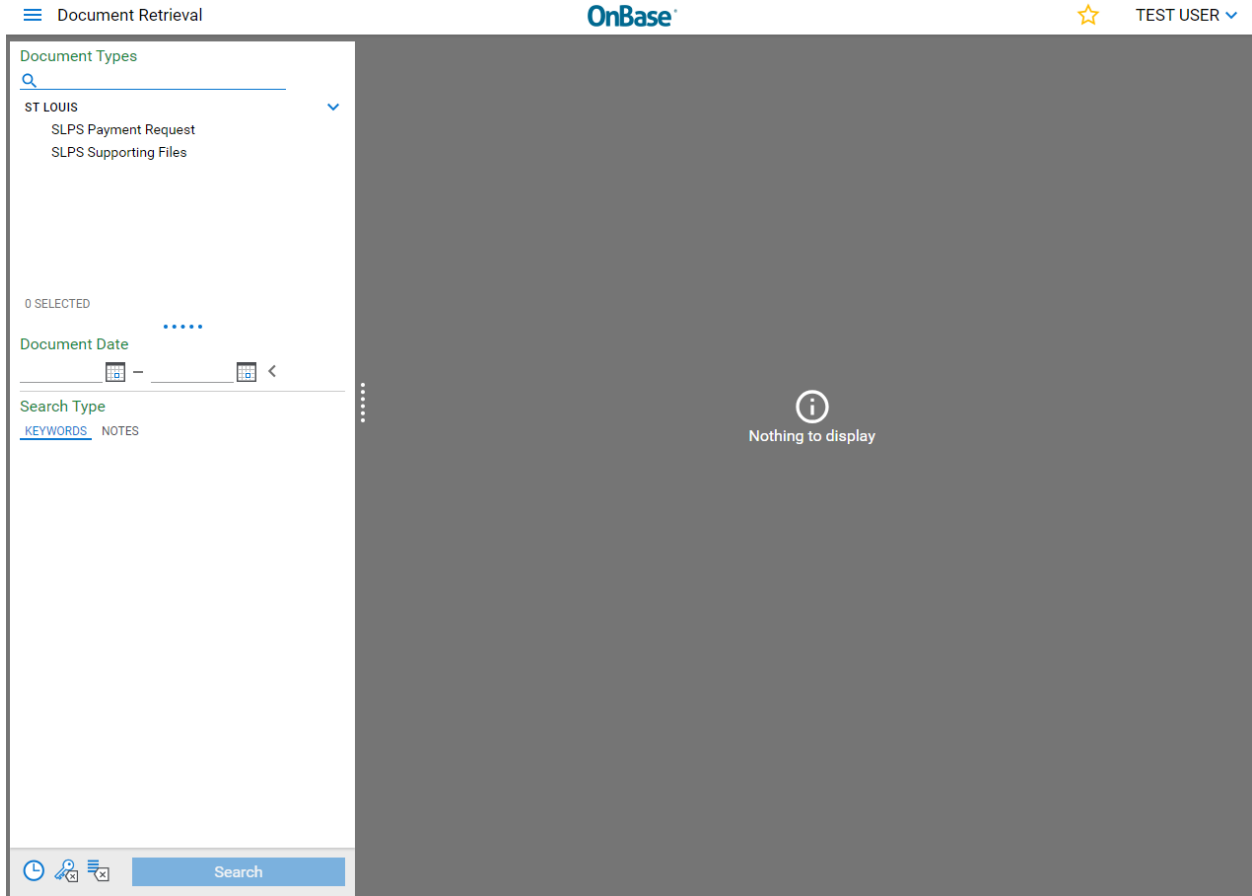 Document Retrieval
OnBase
TEST USER
Document Types
ST LOUIS
SLPS Payment Request
SLPS Supporting Files
0 SELECTED
Document Date
–
Search Type
KEYWORDS NOTES
Nothing to display
Search